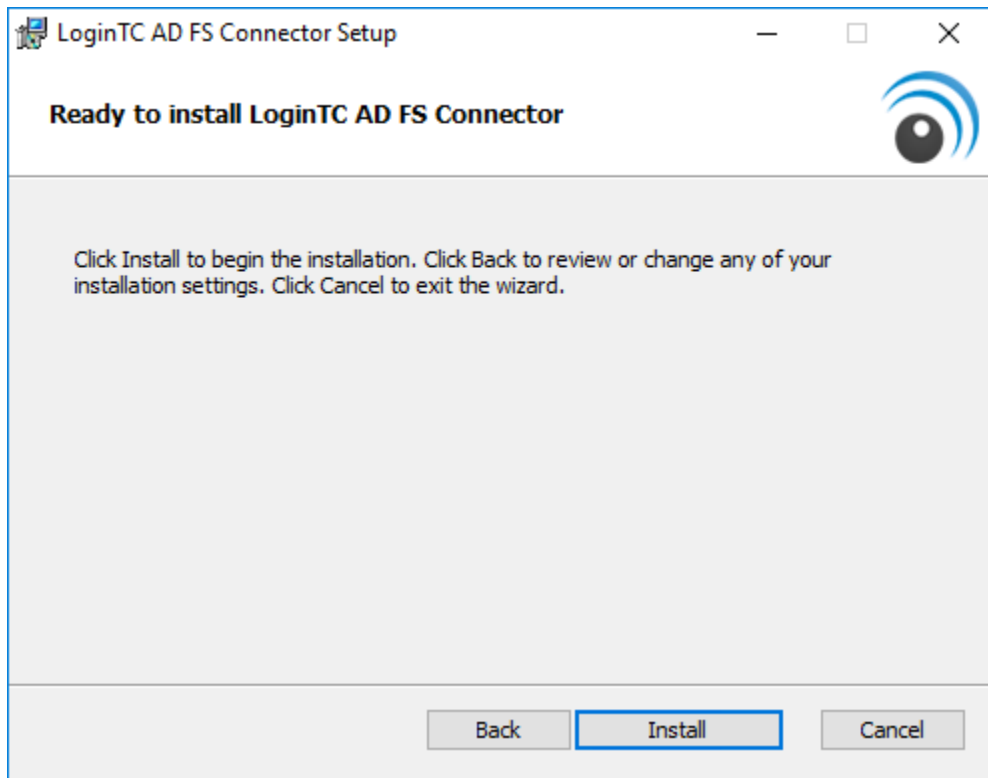 LoginTC AD FS Connector Setup
Ready to install LoginTC AD FS Connector
Click Install to begin the installation. Click Back to review or change any of your
installation settings. Click Cancel to exit the wizard.
Back Install Cancel